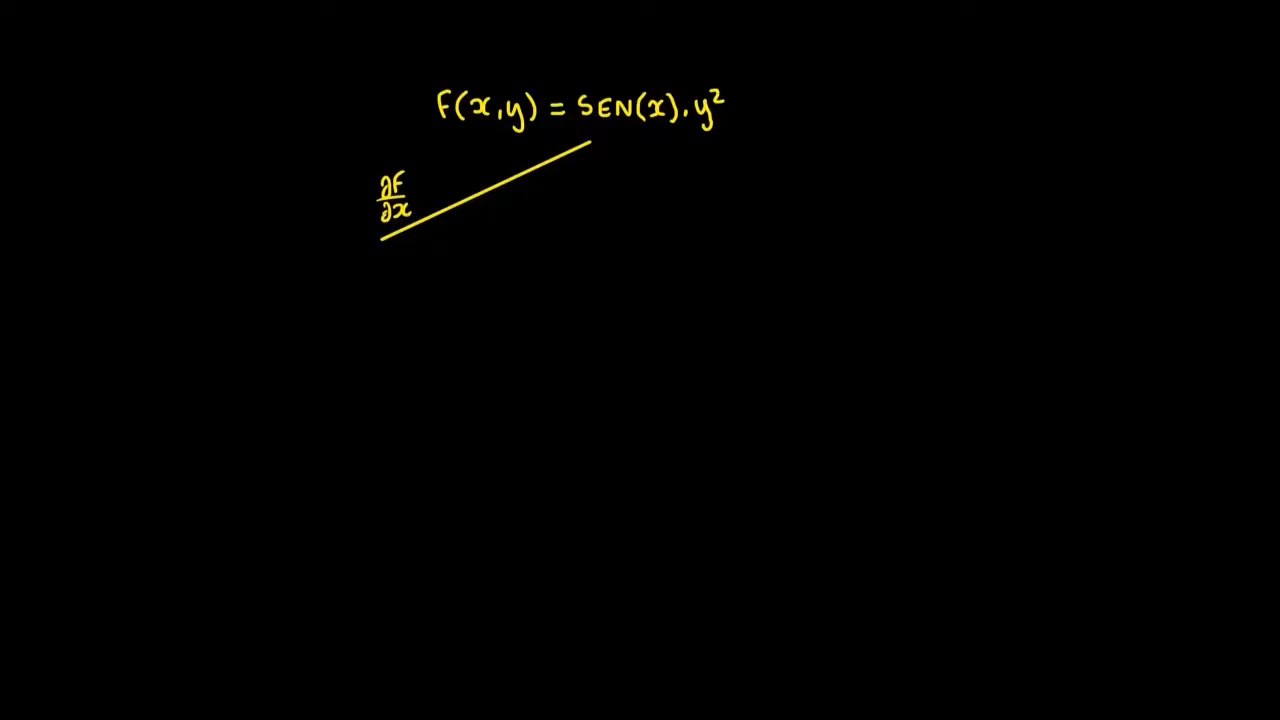 F(x,y) = SEN(x).y²
∂F
∂x